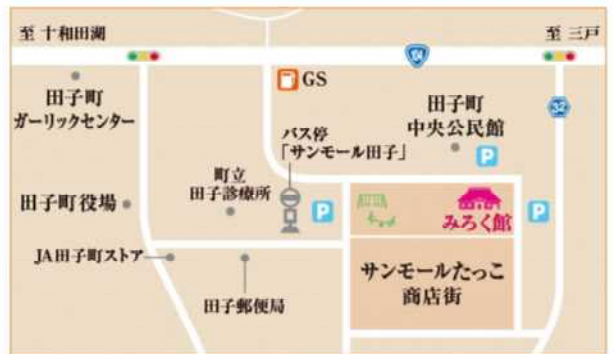 至 十和田湖
至 三戸
104
GS
田子町
ガーリックセンター
田子町
中央公民館
32
バス停
「サンモール田子」
P
町立
田子診療所
田子町役場
P
みろく館
P
JA田子町ストア
サンモールたっこ
商店街
田子郵便局